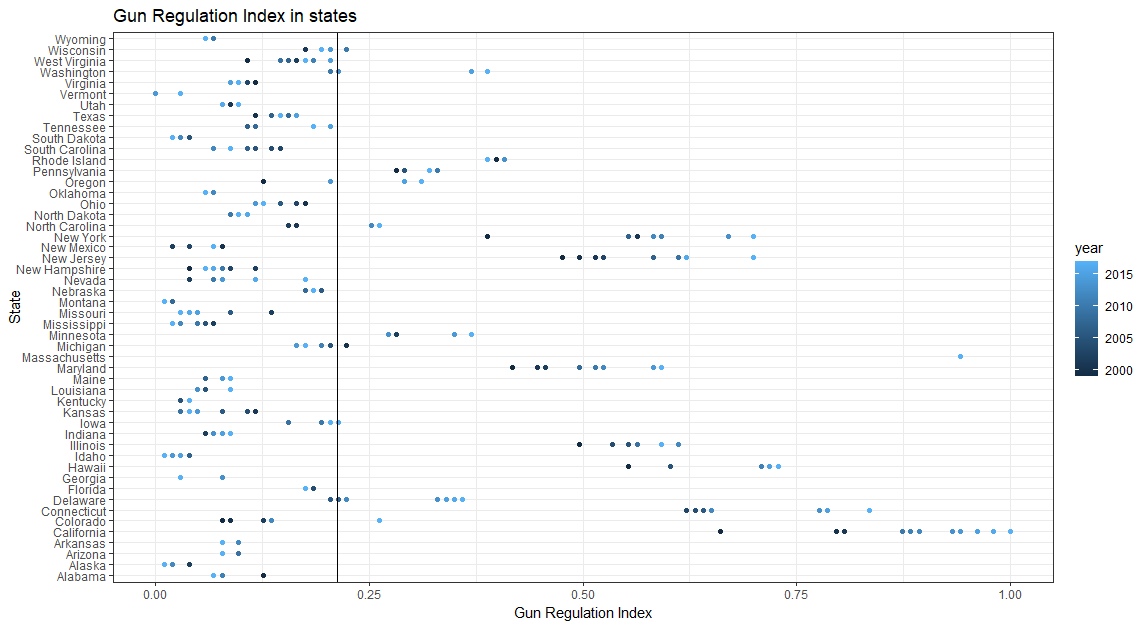 Gun Regulation Index in states
State
Wyoming
Wisconsin
West Virginia
Washington
Virginia
Vermont
Utah
Texas
Tennessee
South Dakota
South Carolina
Rhode Island
Pennsylvania
Oregon
Oklahoma
Ohio
North Dakota
North Carolina
New York
New Mexico
New Jersey
New Hampshire
Nevada
Nebraska
Montana
Missouri
Mississippi
Minnesota
Michigan
Massachusetts
Maryland
Maine
Louisiana
Kentucky
Kansas
Iowa
Indiana
Illinois
Idaho
Hawaii
Georgia
Florida
Delaware
Connecticut
Colorado
California
Arkansas
Arizona
Alaska
Alabama
0.00 0.25 0.50 0.75 1.00
Gun Regulation Index
year
2015
2010
2005
2000